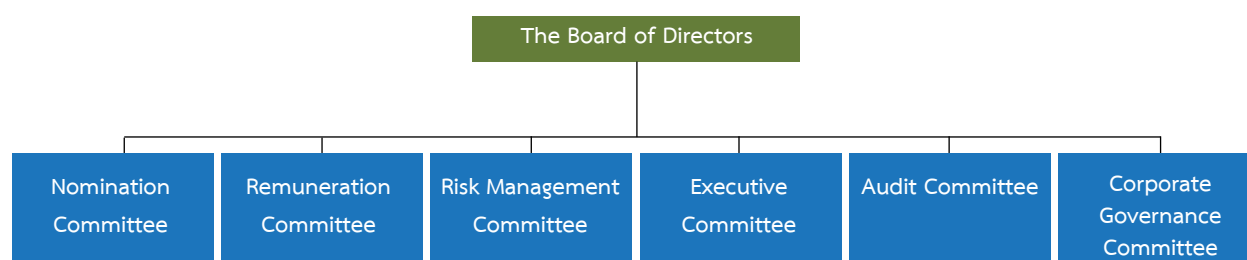 The Board of Directors
Nomination
Committee
Remuneration
Committee
Risk Management
Committee
Executive
Committee
Audit Committee
Corporate
Governance
Committee